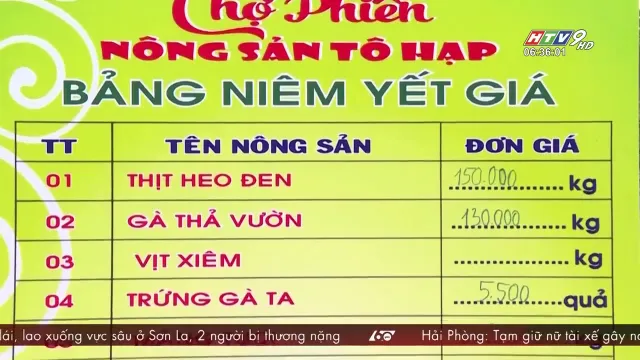 Chợ Phiên
HTV9 HD
06:36:01
NÔNG SẢN TÔ HẠP
BẢNG NIÊM YẾT GIÁ
TT TÊN NÔNG SẢN ĐƠN GIÁ
01 THỊT HEO ĐEN 150.000 kg
02 GÀ THẢ VƯỜN 130.000 kg
03 VỊT XIÊM kg
04 TRỨNG GÀ TA 5.500 quả
lái, lao xuống vực sâu ở Sơn La, 2 người bị thương nặng Hải Phòng: Tạm giữ nữ tài xế gây